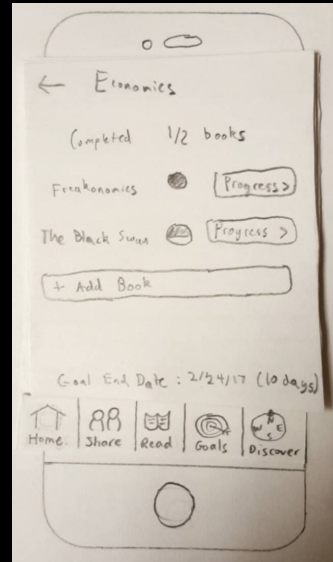 ← Economics
Completed 1/2 books
Freakonomics Progress >
The Black Swan Progress >
+ Add Book
Goal End Date : 2/24/17 (10 days)
Home Share Read Goals Discover
N
W E
S